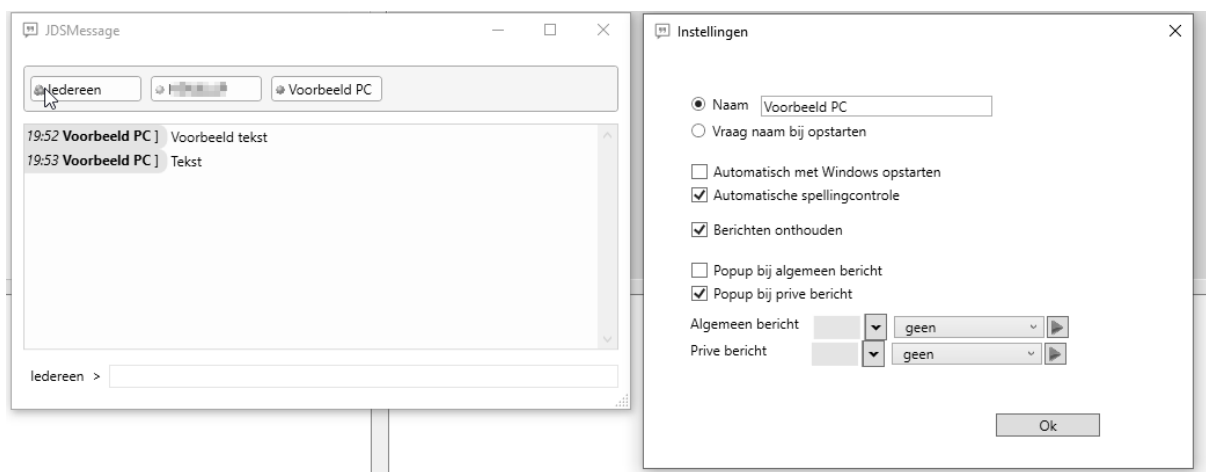 JDSMessage
Iedereen
Voorbeeld PC
19:52 Voorbeeld PC ] Voorbeeld tekst
19:53 Voorbeeld PC ] Tekst
Iedereen >
Instellingen
Naam Voorbeeld PC
Vraag naam bij opstarten
Automatisch met Windows opstarten
Automatische spellingcontrole
Berichten onthouden
Popup bij algemeen bericht
Popup bij prive bericht
Algemeen bericht geen
Prive bericht geen
Ok